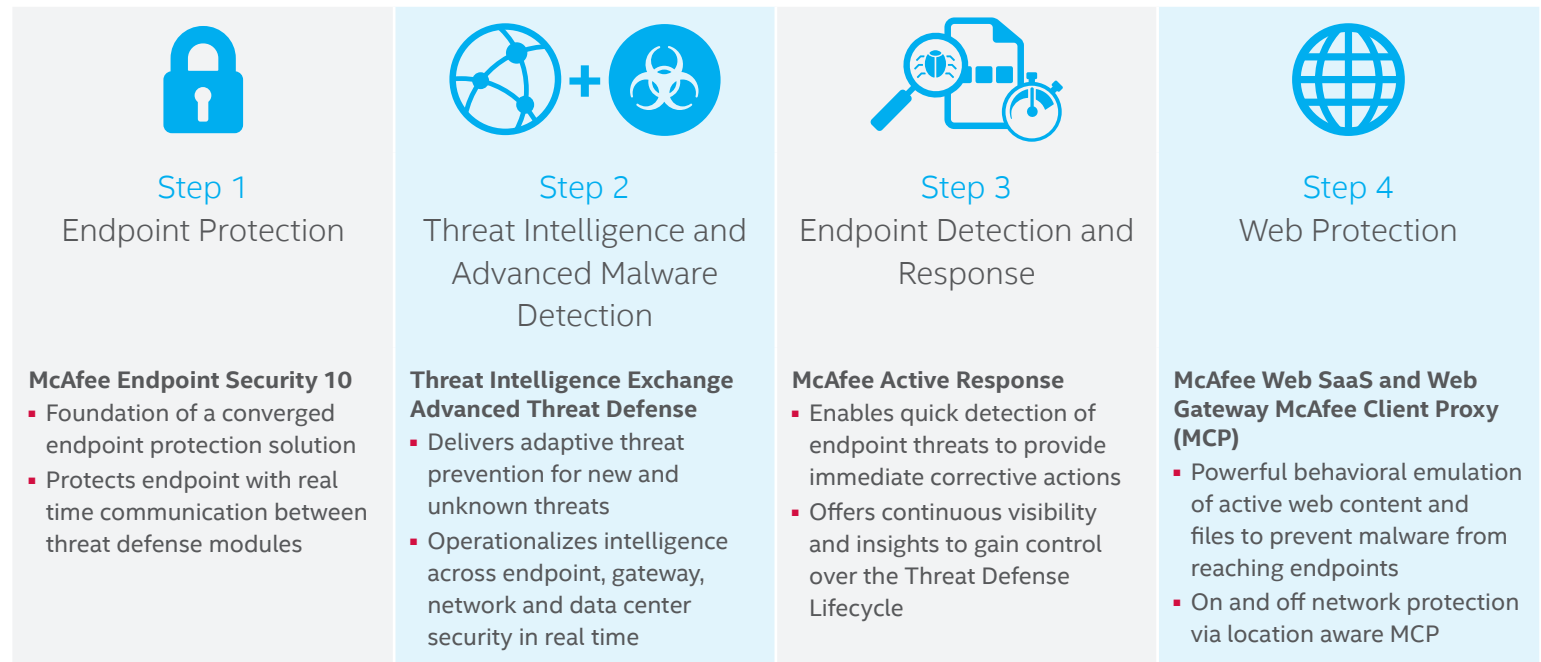 Step 1
Endpoint Protection
McAfee Endpoint Security 10
▪ Foundation of a converged
endpoint protection solution
▪ Protects endpoint with real
time communication between
threat defense modules
Step 2
Threat Intelligence and
Advanced Malware
Detection
Threat Intelligence Exchange
Advanced Threat Defense
▪ Delivers adaptive threat
prevention for new and
unknown threats
▪ Operationalizes intelligence
across endpoint, gateway,
network and data center
security in real time
Step 3
Endpoint Detection and
Response
McAfee Active Response
▪ Enables quick detection of
endpoint threats to provide
immediate corrective actions
▪ Offers continuous visibility
and insights to gain control
over the Threat Defense
Lifecycle
Step 4
Web Protection
McAfee Web SaaS and Web
Gateway McAfee Client Proxy
(MCP)
▪ Powerful behavioral emulation
of active web content and
files to prevent malware from
reaching endpoints
▪ On and off network protection
via location aware MCP